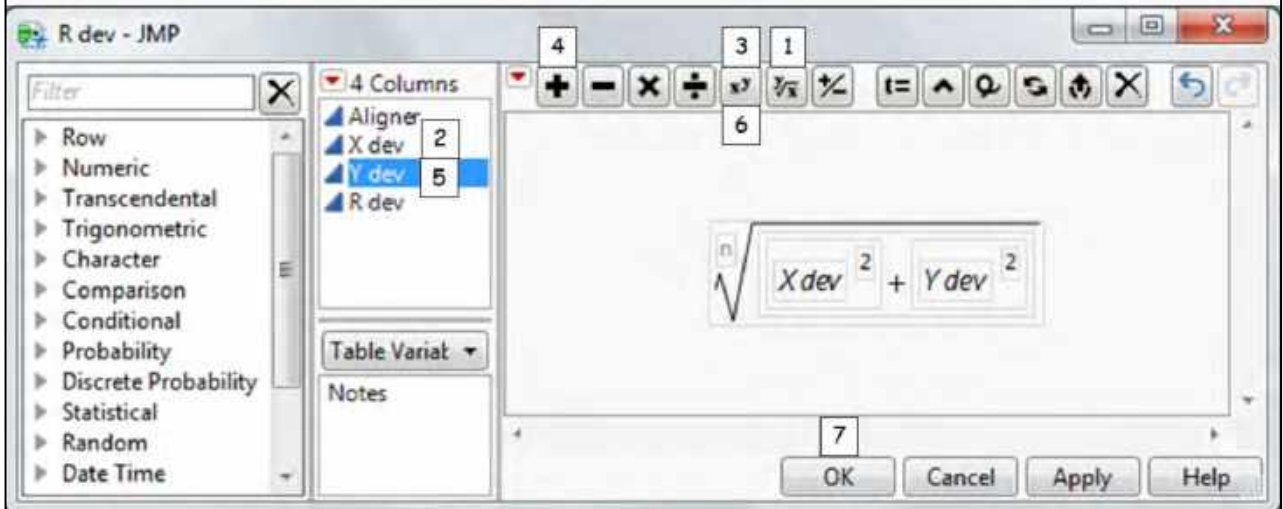 R dev - JMP
4
3
1
Filter
4 Columns
t=
Row
Numeric
Transcendental
Trigonometric
Character
Comparison
Conditional
Probability
Discrete Probability
Statistical
Random
Date Time
Aligner
X dev 2
Y dev 5
R dev
Table Variab
Notes
xy
y√x
6
n√ X dev 2 + Y dev 2
7
OK Cancel Apply Help